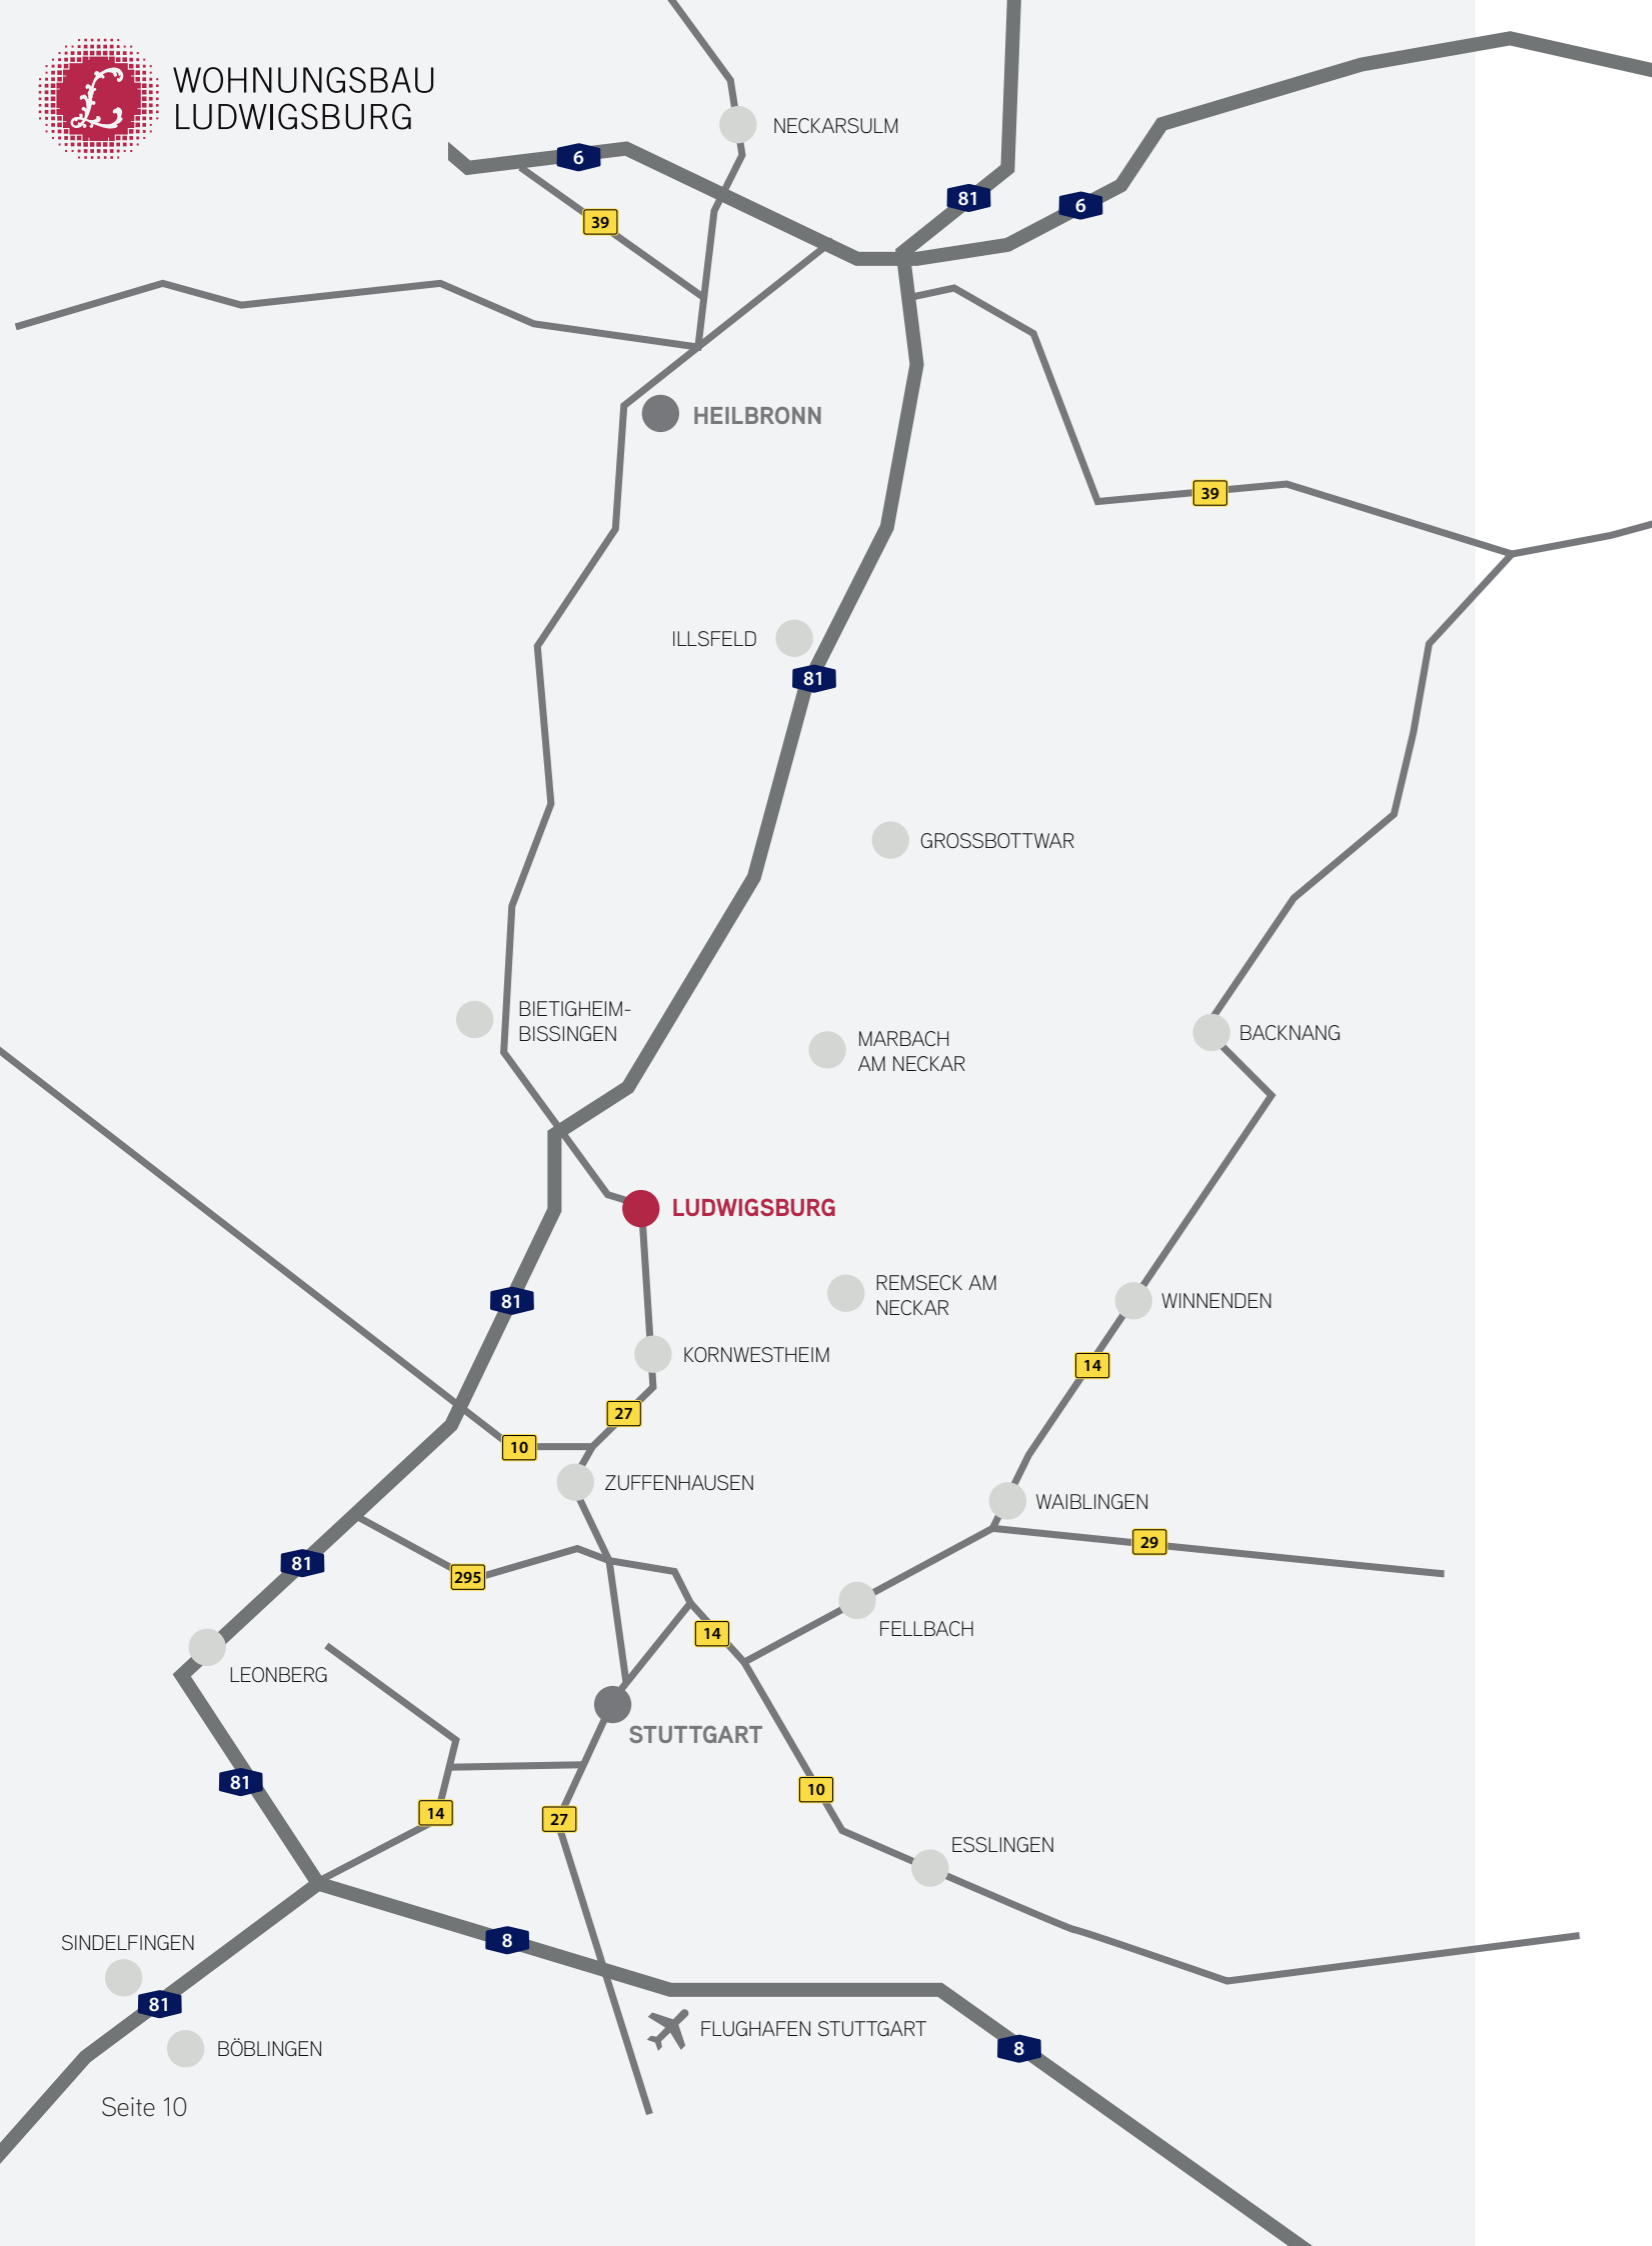 WOHNUNGSBAU
LUDWIGSBURG
NECKARSULM
6
81
6
39
HEILBRONN
39
ILLSFELD
81
GROSSBOTTWAR
BIETIGHEIM-
BISSINGEN
MARBACH
AM NECKAR
BACKNANG
LUDWIGSBURG
81
REMSECK AM
NECKAR
WINNENDEN
KORNWESTHEIM
14
27
10
ZUFFENHAUSEN
WAIBLINGEN
29
81
295
14
FELLBACH
LEONBERG
STUTTGART
81
14
27
10
ESSLINGEN
8
SINDELFINGEN
81
FLUGHAFEN STUTTGART
8
BÖBLINGEN
Seite 10